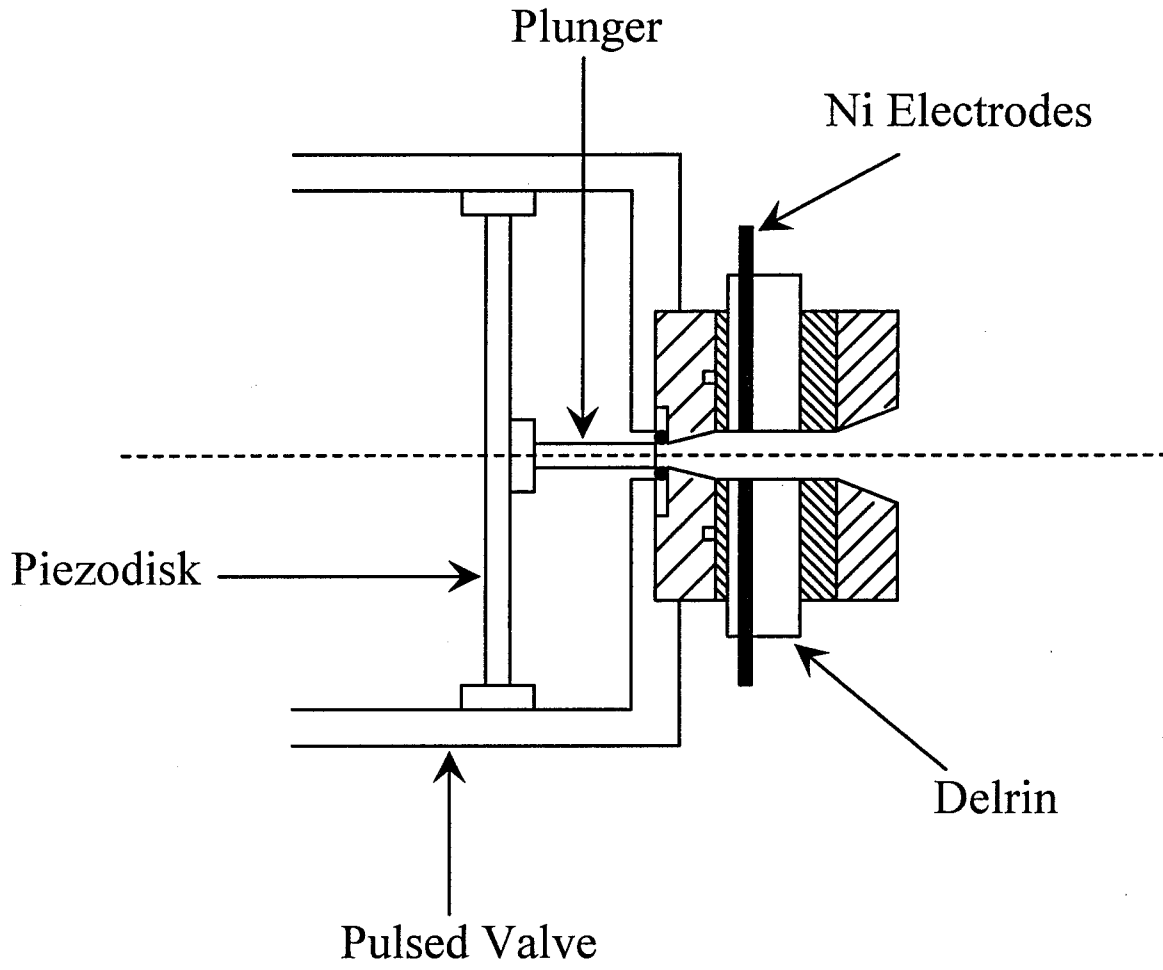 Plunger
Ni Electrodes
Piezodisk
Delrin
Pulsed Valve